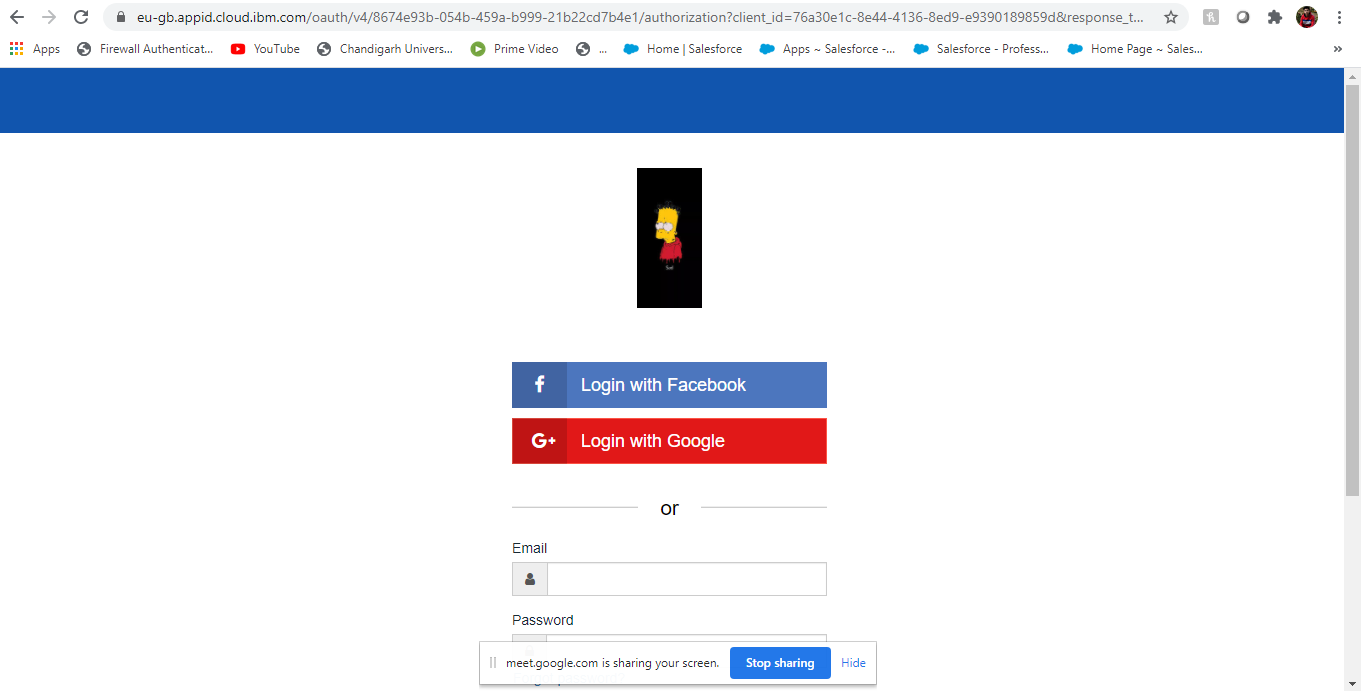 eu-gb.appid.cloud.ibm.com/oauth/v4/8674e93b-054b-459a-b999-21b22cd7b4e1/authorization?client_id=76a30e1c-8e44-4136-8ed9-e9390189859d&response_t...
Apps Firewall Authenticat... YouTube Chandigarh Univers... Prime Video ... Home | Salesforce Apps ~ Salesforce -... Salesforce - Profess... Home Page ~ Sales... »
f Login with Facebook
G+ Login with Google
or
Email
Password
meet.google.com is sharing your screen. Stop sharing Hide